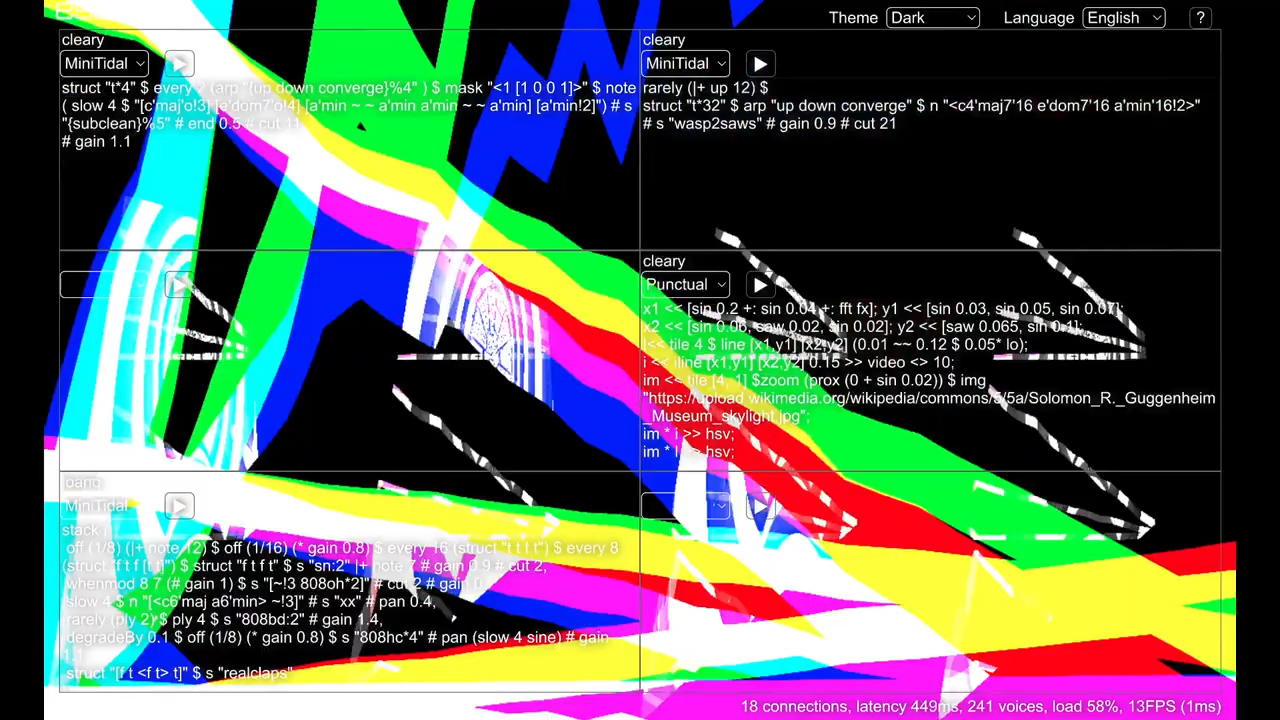 Theme Dark Language English ?
cleary
MiniTidal
struct "t*4" $ every 2 (arp "{up down converge}%4" ) $ mask "<1 [1 0 0 1]>" $ note
( slow 4 $ "[c'maj'o!3] [e'dom7'o!4] [a'min ~ ~ a'min a'min ~ ~ a'min] [a'min!2]") # s
"{subclean}%5" # end 0.5 # cut 11
# gain 1.1
cleary
MiniTidal
rarely (|+ up 12) $
struct "t*32" $ arp "up down converge" $ n "<c4'maj7'16 e'dom7'16 a'min'16!2>"
# s "wasp2saws" # gain 0.9 # cut 21
cleary
Punctual
x1 << [sin 0.2 +: sin 0.04 +: fft fx]; y1 << [sin 0.03, sin 0.05, sin 0.07];
x2 << [sin 0.06, saw 0.02, sin 0.02]; y2 << [saw 0.065, sin 0.1];
l << tile 4 $ line [x1,y1] [x2,y2] (0.01 ~~ 0.12 $ 0.05* lo);
i << iline [x1,y1] [x2,y2] 0.15 >> video <> 10;
im << tile [4, 1] $zoom (prox (0 + sin 0.02)) $ img
"https://upload.wikimedia.org/wikipedia/commons/5/5a/Solomon_R._Guggenheim
_Museum_skylight.jpg";
im * i >> hsv;
im * l >> hsv;
MiniTidal
stack [
off (1/8) (|+ note 12) $ off (1/16) (* gain 0.8) $ every 16 (struct "t t t t") $ every 8
(struct "f t f [t t]") $ struct "f t f t" $ s "sn:2" |+ note 7 # gain 0.9 # cut 2,
whenmod 8 7 (# gain 1) $ s "[~!3 808oh*2]" # cut 2 # gain
slow 4 $ n "[<c6'maj a6'min> ~!3]" # s "xx" # pan 0.4,
rarely (ply 2) $ ply 4 $ s "808bd:2" # gain 1.4,
degradeBy 0.1 $ off (1/8) (* gain 0.8) $ s "808hc*4" # pan (slow 4 sine) # gain
1.1
struct "[f t <f t> t]" $ s "realclaps"
18 connections, latency 449ms, 241 voices, load 58%, 13FPS (1ms)